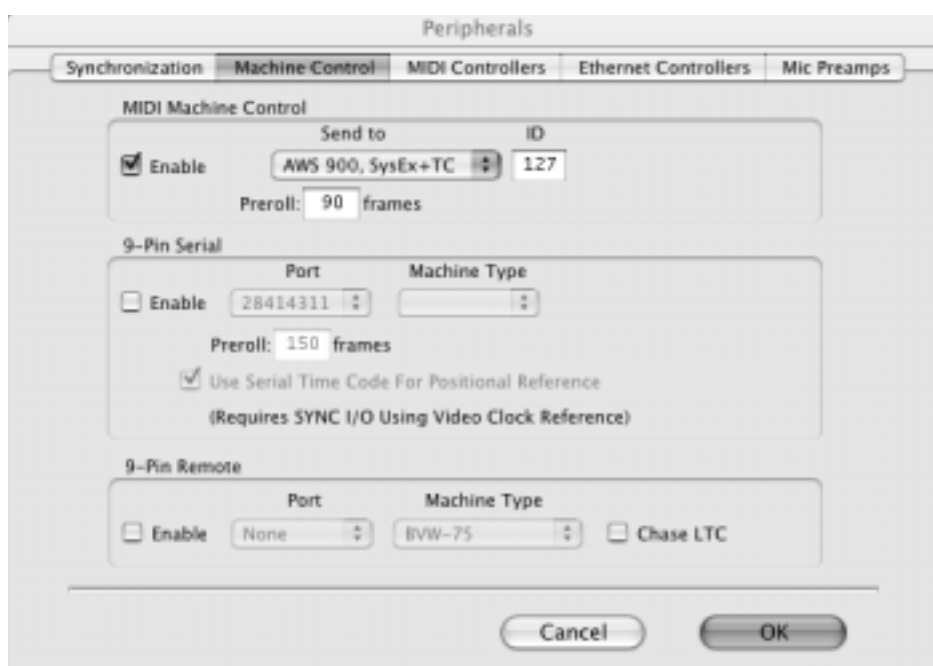 Peripherals
Synchronization Machine Control MIDI Controllers Ethernet Controllers Mic Preamps
MIDI Machine Control
Send to ID
Enable AWS 900, SysEx+TC 127
Preroll: 90 frames
9-Pin Serial
Port Machine Type
Enable 28414311
Preroll: 150 frames
Use Serial Time Code For Positional Reference
(Requires SYNC I/O Using Video Clock Reference)
9-Pin Remote
Port Machine Type
Enable None BVW-75 Chase LTC
Cancel OK